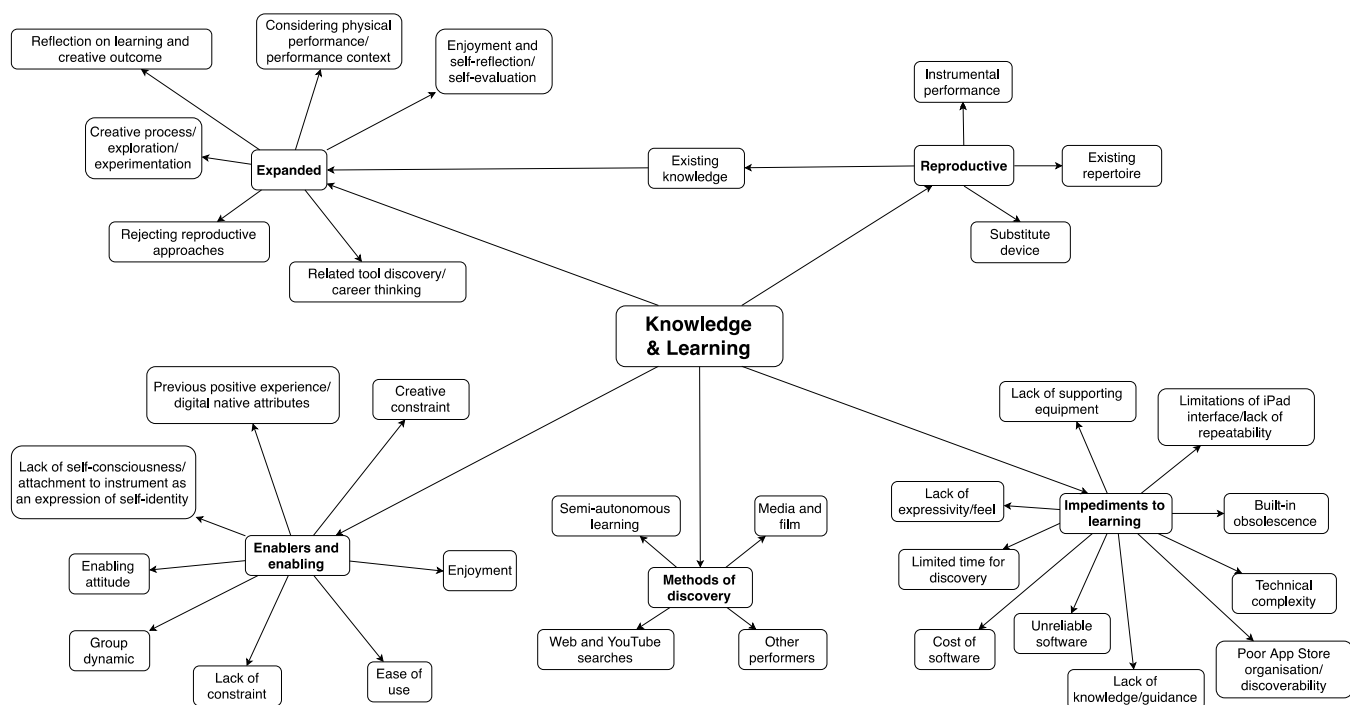 Reflection on learning and
creative outcome
Considering physical
performance/
performance context
Enjoyment and
self-reflection/
self-evaluation
Creative process/
exploration/
experimentation
Expanded
Rejecting reproductive
approaches
Related tool discovery/
career thinking
Existing
knowledge
Instrumental
performance
Reproductive
Existing
repertoire
Substitute
device
Knowledge
& Learning
Previous positive experience/
digital native attributes
Creative
constraint
Lack of self-consciousness/
attachment to instrument as
an expression of self-identity
Enablers and
enabling
Enabling
attitude
Enjoyment
Group
dynamic
Lack of
constraint
Ease of
use
Semi-autonomous
learning
Media and
film
Methods of
discovery
Web and YouTube
searches
Other
performers
Lack of supporting
equipment
Limitations of iPad
interface/lack of
repeatability
Lack of
expressivity/feel
Impediments to
learning
Built-in
obsolescence
Limited time for
discovery
Technical
complexity
Cost of
software
Unreliable
software
Lack of
knowledge/guidance
Poor App Store
organisation/
discoverability